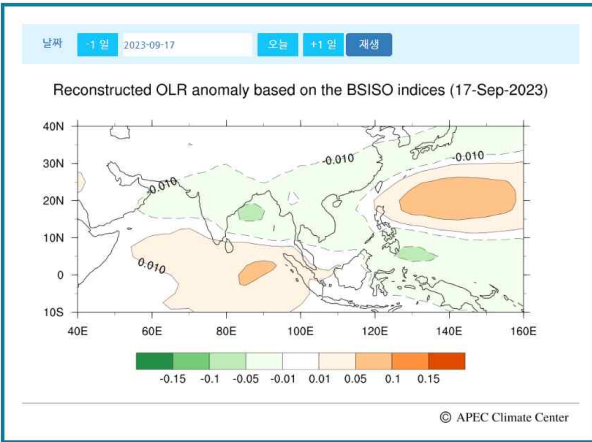 날짜 -1 일 2023-09-17 오늘 +1 일 재생
Reconstructed OLR anomaly based on the BSISO indices (17-Sep-2023)
40N
-0.010 -0.010
30N
-0.010
20N
10N
0.010
0
10S
40E 60E 80E 100E 120E 140E 160E
-0.15 -0.1 -0.05 -0.01 0.01 0.05 0.1 0.15
© APEC Climate Center